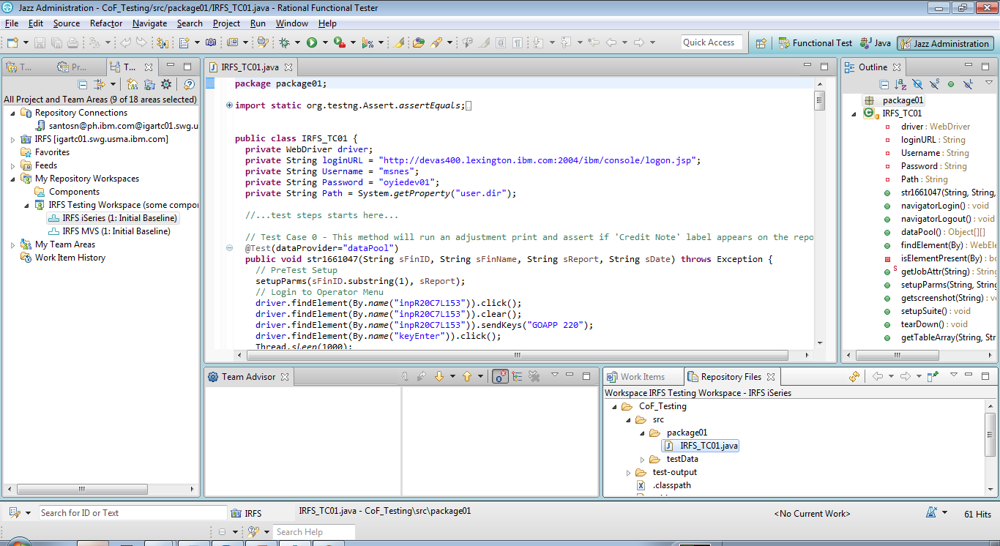 Jazz Administration - CoF_Testing/src/package01/IRFS_TC01.java - Rational Functional Tester
File Edit Source Refactor Navigate Search Project Run Window Help
Quick Access
Functional Test Java Jazz Administration
T... Pr... T...
All Project and Team Areas (9 of 18 areas selected)
Repository Connections
santosn@ph.ibm.com@igartc01.swg.u
IRFS [igartc01.swg.usma.ibm.com]
Favorites
Feeds
My Repository Workspaces
Components
IRFS Testing Workspace (some compor
IRFS iSeries (1: Initial Baseline)
IRFS MVS (1: Initial Baseline)
My Team Areas
Work Item History
IRFS_TC01.java
package package01;
import static org.testng.Assert.assertEquals;
public class IRFS_TC01 {
private WebDriver driver;
private String loginURL = "http://devas400.lexington.ibm.com:2004/ibm/console/logon.jsp";
private String Username = "msnes";
private String Password = "oyiedev01";
private String Path = System.getProperty("user.dir");
//...test steps starts here...
// Test Case 0 - This method will run an adjustment print and assert if 'Credit Note' label appears on the repo
@Test(dataProvider="dataPool")
public void str1661047(String sFinID, String sFinName, String sReport, String sDate) throws Exception {
// PreTest Setup
setupParms(sFinID.substring(1), sReport);
// Login to Operator Menu
driver.findElement(By.name("inpR20C7L153")).click();
driver.findElement(By.name("inpR20C7L153")).clear();
driver.findElement(By.name("inpR20C7L153")).sendKeys("GOAPP 220");
driver.findElement(By.name("keyEnter")).click();
Thread.sleep(1000);
Outline
package01
IRFS_TC01
driver : WebDriver
loginURL : String
Username : String
Password : String
Path : String
str1661047(String, String,
navigatorLogin() : void
navigatorLogout() : void
dataPool() : Object[][]
findElement(By) : WebEle
isElementPresent(By) : bo
getJobAttr(String) : String
setupParms(String, String
getscreenshot(String) : vo
setupSuite() : void
tearDown() : void
getTableArray(String, Str
Team Advisor
Work Items Repository Files
Workspace IRFS Testing Workspace - IRFS iSeries
CoF_Testing
src
package01
IRFS_TC01.java
testData
test-output
.classpath
Search for ID or Text
IRFS
IRFS_TC01.java - CoF_Testing\src\package01
<No Current Work>
61 Hits
Search Help